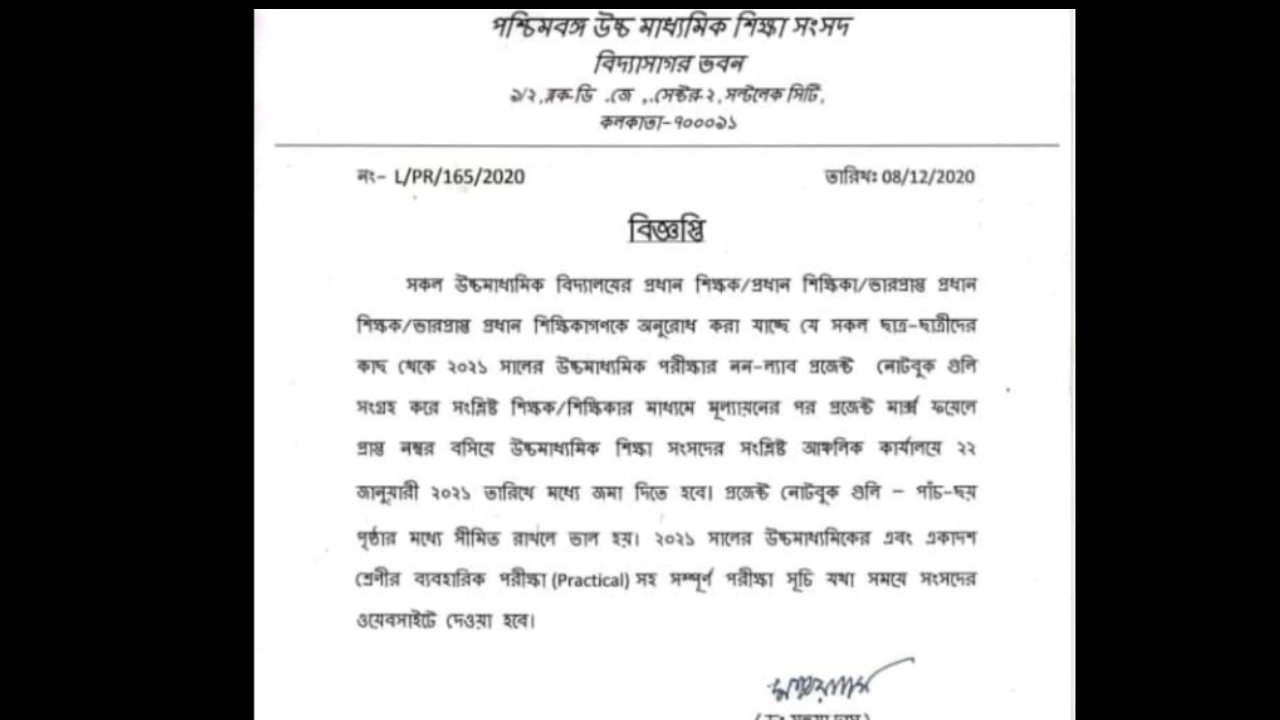 পশ্চিমবঙ্গ উচ্চ মাধ্যমিক শিক্ষা সংসদ
বিদ্যাসাগর ভবন
৯/২, ব্লক-ডি .জে ,.সেক্টর-২, সল্টলেক সিটি,
কলকাতা-৭০০০৯১
নং- L/PR/165/2020 তারিখঃ 08/12/2020
বিজ্ঞপ্তি
সকল উচ্চমাধ্যমিক বিদ্যালয়ের প্রধান শিক্ষক/প্রধান শিক্ষিকা/ভারপ্রাপ্ত প্রধান
শিক্ষক/ভারপ্রাপ্ত প্রধান শিক্ষিকাগণকে অনুরোধ করা যাচ্ছে যে সকল ছাত্র-ছাত্রীদের
কাছ থেকে ২০২১ সালের উচ্চমাধ্যমিক পরীক্ষার নন-ল্যাব প্রজেক্ট নোটবুক গুলি
সংগ্রহ করে সংশ্লিষ্ট শিক্ষক/শিক্ষিকার মাধ্যমে মূল্যায়নের পর প্রজেক্ট মার্ক্স ফয়েলে
প্রাপ্ত নম্বর বসিয়ে উচ্চমাধ্যমিক শিক্ষা সংসদের সংশ্লিষ্ট আঞ্চলিক কার্যালয়ে ২২
জানুয়ারী ২০২১ তারিখে মধ্যে জমা দিতে হবে। প্রজেক্ট নোটবুক গুলি – পাঁচ-ছয়
পৃষ্ঠার মধ্যে সীমিত রাখলে ভাল হয়। ২০২১ সালের উচ্চমাধ্যমিকের এবং একাদশ
শ্রেণীর ব্যবহারিক পরীক্ষা (Practical) সহ সম্পূর্ণ পরীক্ষা সূচি যথা সময়ে সংসদের
ওয়েবসাইটে দেওয়া হবে।